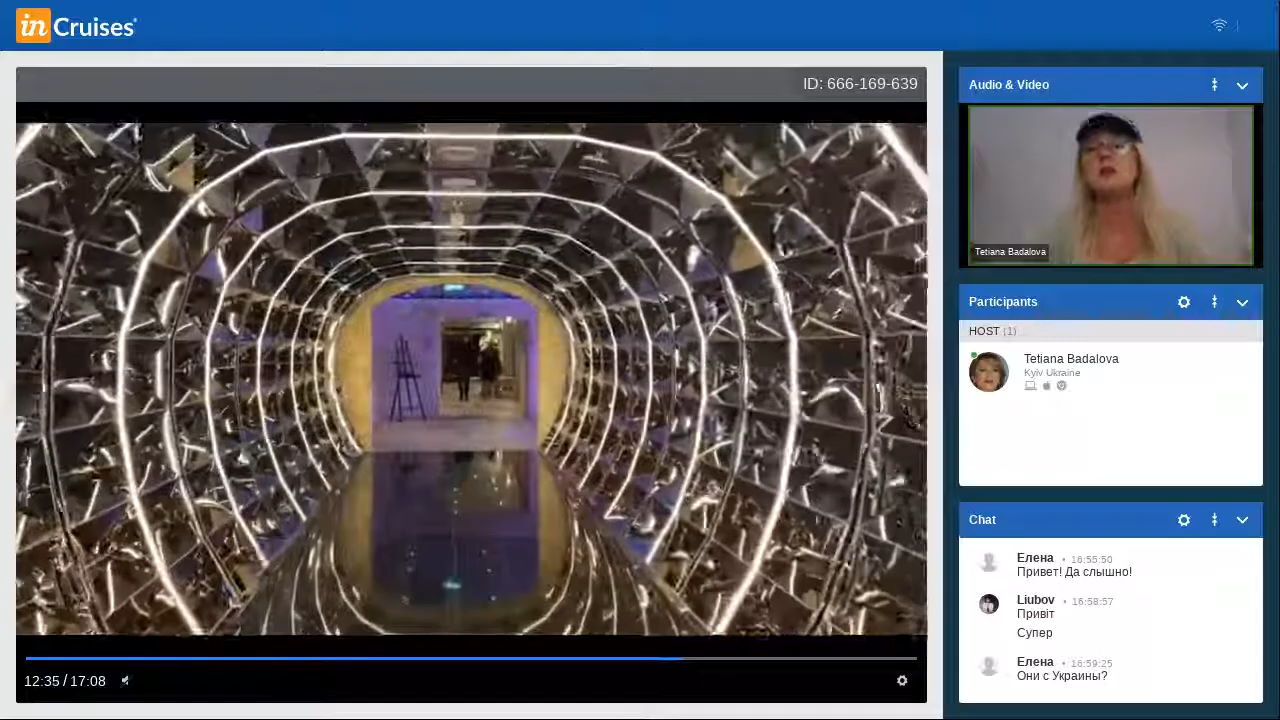 in Cruises
ID: 666-169-639
12:35 / 17:08
Audio & Video
Tetiana Badalova
Participants
HOST (1)
Tetiana Badalova
Kyiv Ukraine
Chat
Елена • 16:55:50
Привет! Да слышно!
Liubov • 16:58:57
Привіт
Супер
Елена • 16:59:25
Они с Украины?